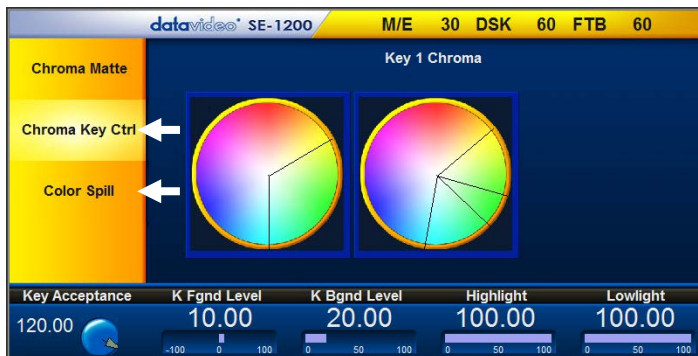 datavideo SE-1200 M/E 30 DSK 60 FTB 60
Chroma Matte
Chroma Key Ctrl
Color Spill
Key 1 Chroma
Key Acceptance K Fgnd Level K Bgnd Level Highlight Lowlight
120.00 10.00 20.00 100.00 100.00
-100 0 100 0 50 100 0 50 100 0 50 100